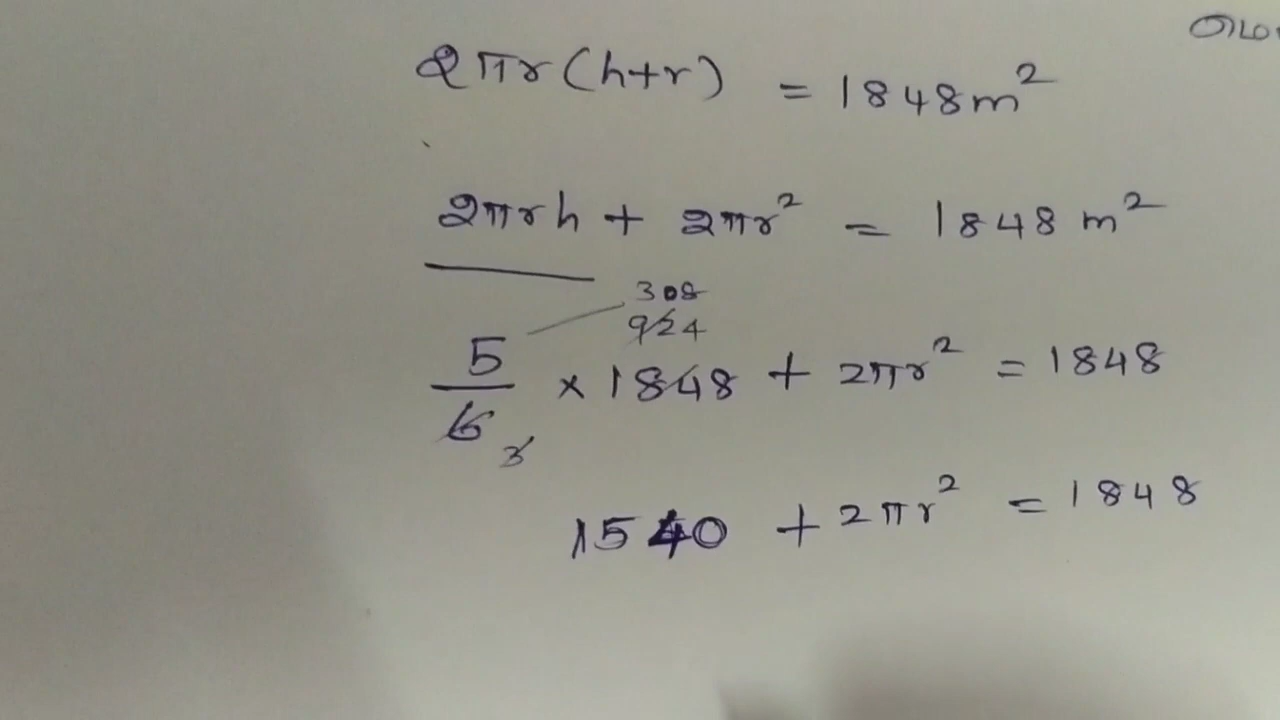 2πr(h+r) = 1848m²
2πrh + 2πr² = 1848 m²
308
924
5/6 × 1848 + 2πr² = 1848
3
1540 + 2πr² = 1848